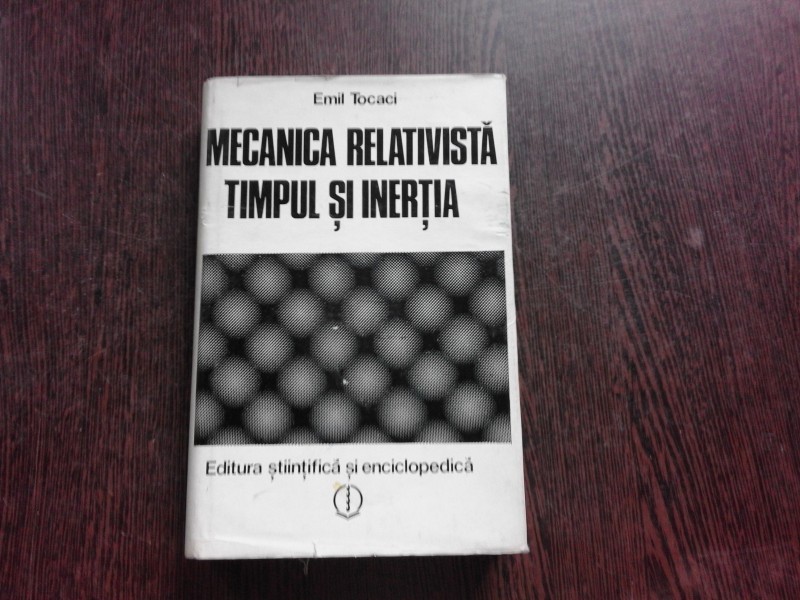 Emil Tocaci
MECANICA RELATIVISTĂ
TIMPUL ȘI INERȚIA
Editura științifică și enciclopedică